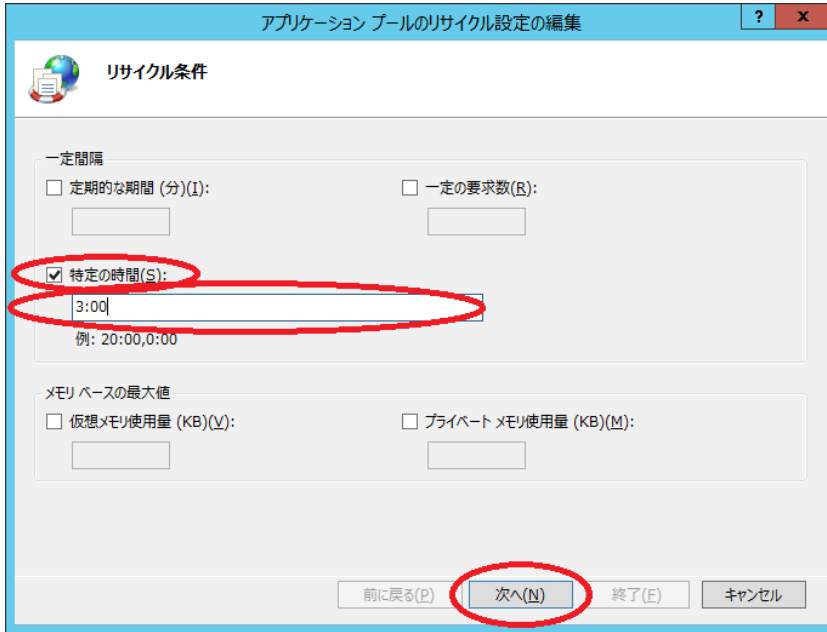 アプリケーション プールのリサイクル設定の編集
? x
リサイクル条件
一定間隔
定期的な期間 (分)(I):
一定の要求数(R):
特定の時間(S):
3:00
例: 20:00,0:00
メモリ ベースの最大値
仮想メモリ使用量 (KB)(V):
プライベート メモリ使用量 (KB)(M):
前に戻る(P) 次へ(N) 終了(F) キャンセル